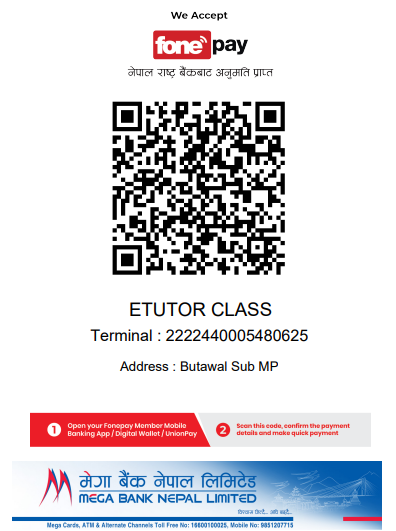 We Accept
fonepay
नेपाल राष्ट्र बैंकबाट अनुमति प्राप्त
ETUTOR CLASS
Terminal : 2222440005480625
Address : Butawal Sub MP
1 Open your Fonepay Member Mobile
Banking App / Digital Wallet / UnionPay
2 Scan this code, confirm the payment
details and make quick payment
मेगा बैंक नेपाल लिमिटेड
MEGA BANK NEPAL LIMITED
Mega Cards, ATM & Alternate Channels Toll Free No: 16600100025, Mobile No: 9851207715